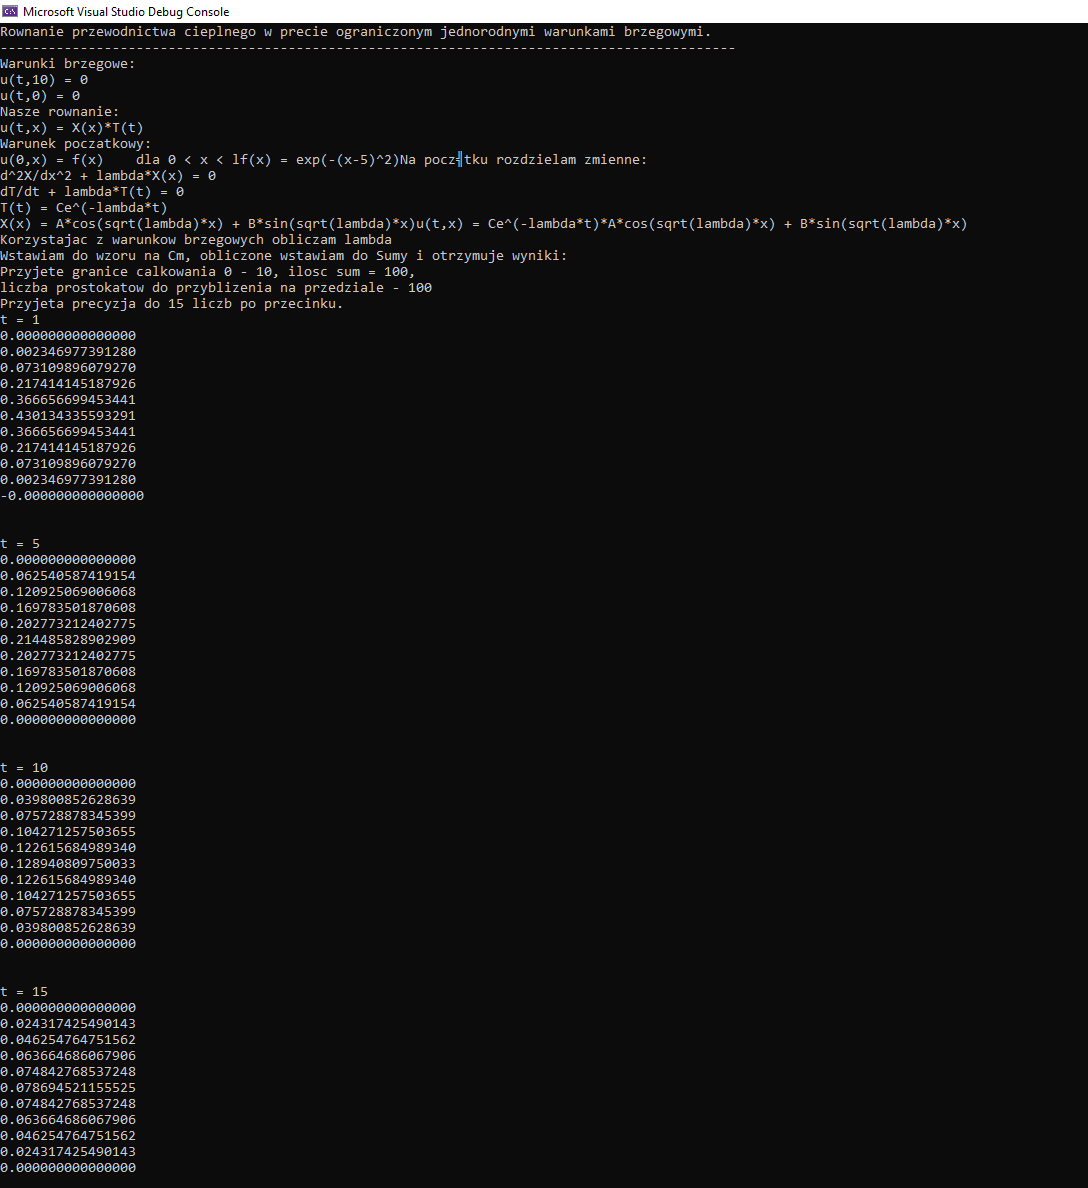 Microsoft Visual Studio Debug Console
Rownanie przewodnictwa cieplnego w precie ograniczonym jednorodnymi warunkami brzegowymi.
--------------------------------------------------------------------------------------------
Warunki brzegowe:
u(t,10) = 0
u(t,0) = 0
Nasze rownanie:
u(t,x) = X(x)*T(t)
Warunek poczatkowy:
u(0,x) = f(x)    dla 0 < x < lf(x) = exp(-(x-5)^2)Na pocz╣tku rozdzielam zmienne:
d^2X/dx^2 + lambda*X(x) = 0
dT/dt + lambda*T(t) = 0
T(t) = Ce^(-lambda*t)
X(x) = A*cos(sqrt(lambda)*x) + B*sin(sqrt(lambda)*x)u(t,x) = Ce^(-lambda*t)*A*cos(sqrt(lambda)*x) + B*sin(sqrt(lambda)*x)
Korzystajac z warunkow brzegowych obliczam lambda
Wstawiam do wzoru na Cm, obliczone wstawiam do Sumy i otrzymuje wyniki:
Przyjete granice calkowania 0 - 10, ilosc sum = 100,
liczba prostokatow do przyblizenia na przedziale - 100
Przyjeta precyzja do 15 liczb po przecinku.
t = 1
0.000000000000000
0.002346977391280
0.073109896079270
0.217414145187926
0.366656699453441
0.430134335593291
0.366656699453441
0.217414145187926
0.073109896079270
0.002346977391280
-0.000000000000000
t = 5
0.000000000000000
0.062540587419154
0.120925069006068
0.169783501870608
0.202773212402775
0.214485828902909
0.202773212402775
0.169783501870608
0.120925069006068
0.062540587419154
0.000000000000000
t = 10
0.000000000000000
0.039800852628639
0.075728878345399
0.104271257503655
0.122615684989340
0.128940809750033
0.122615684989340
0.104271257503655
0.075728878345399
0.039800852628639
0.000000000000000
t = 15
0.000000000000000
0.024317425490143
0.046254764751562
0.063664686067906
0.074842768537248
0.078694521155525
0.074842768537248
0.063664686067906
0.046254764751562
0.024317425490143
0.000000000000000